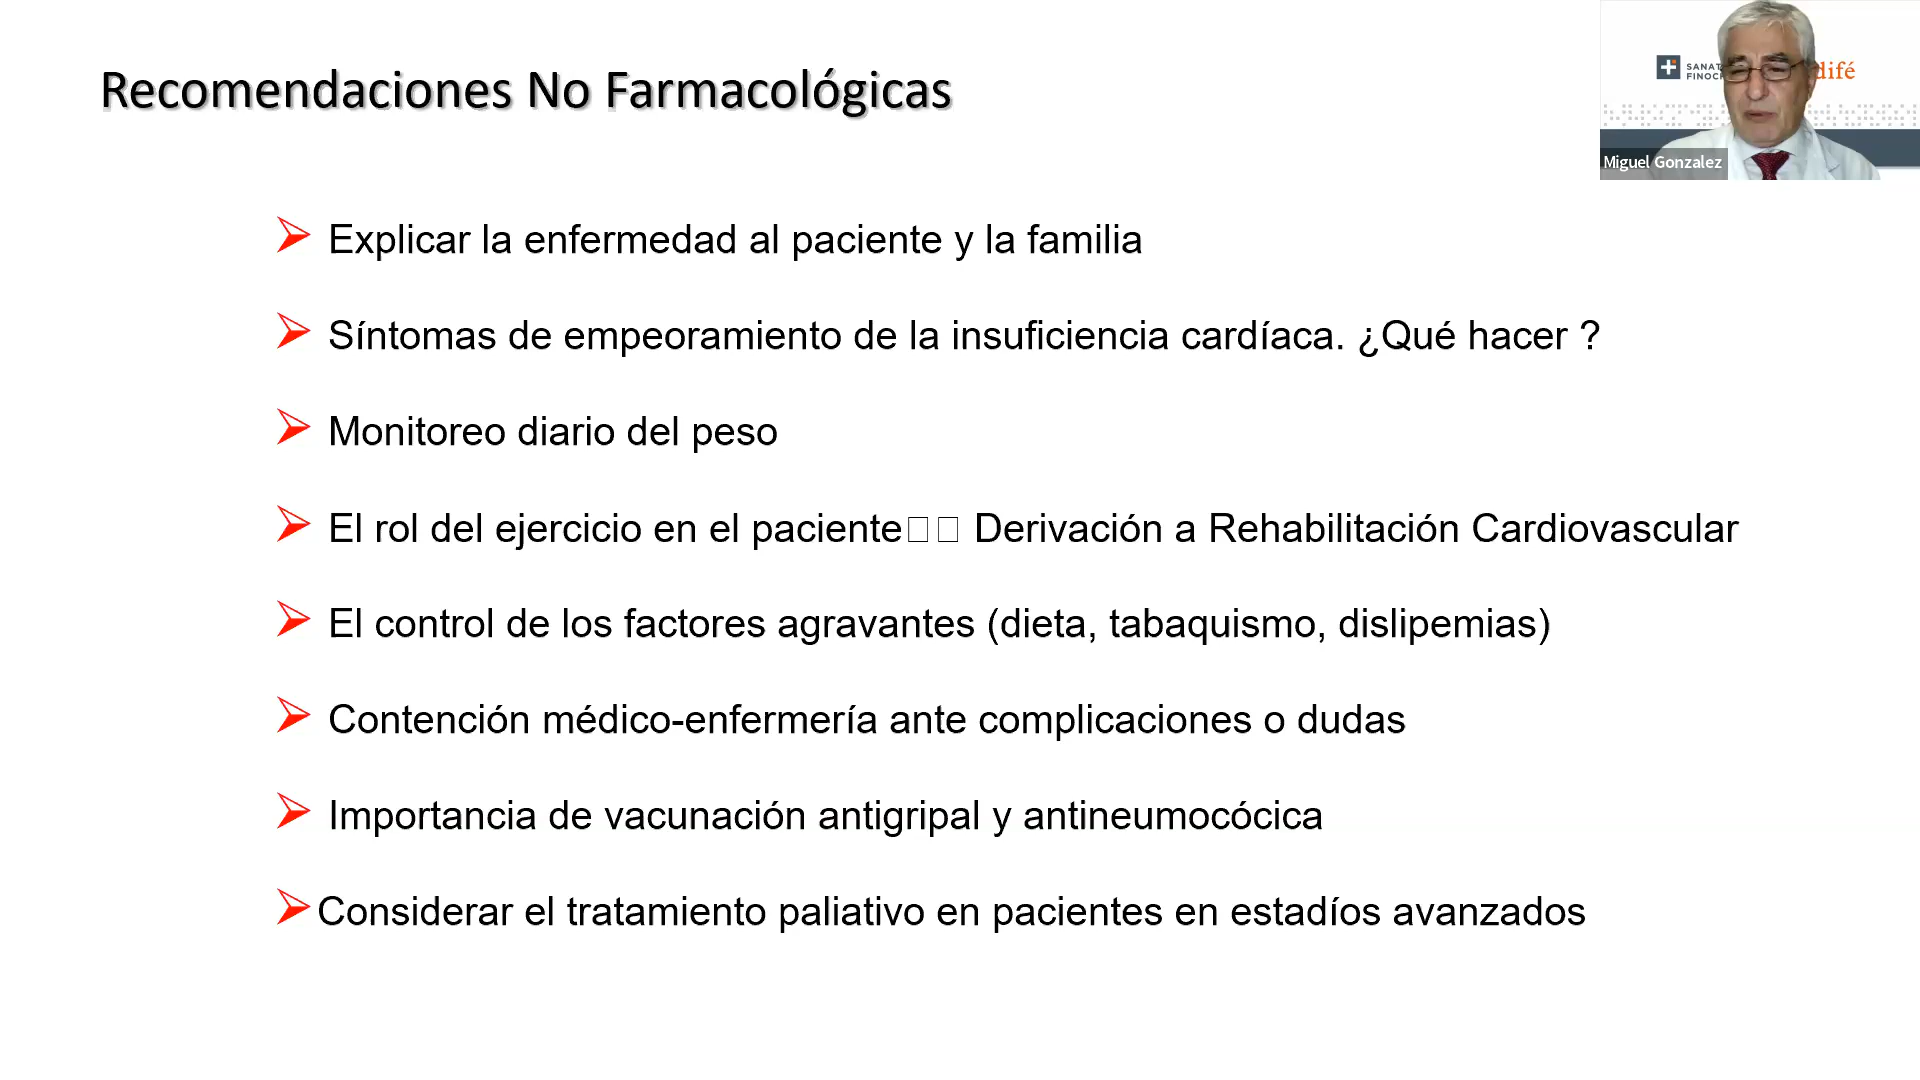 Recomendaciones No Farmacológicas
Miguel Gonzalez
Explicar la enfermedad al paciente y la familia
Síntomas de empeoramiento de la insuficiencia cardíaca. ¿Qué hacer ?
Monitoreo diario del peso
El rol del ejercicio en el paciente Derivación a Rehabilitación Cardiovascular
El control de los factores agravantes (dieta, tabaquismo, dislipemias)
Contención médico-enfermería ante complicaciones o dudas
Importancia de vacunación antigripal y antineumocócica
Considerar el tratamiento paliativo en pacientes en estadíos avanzados